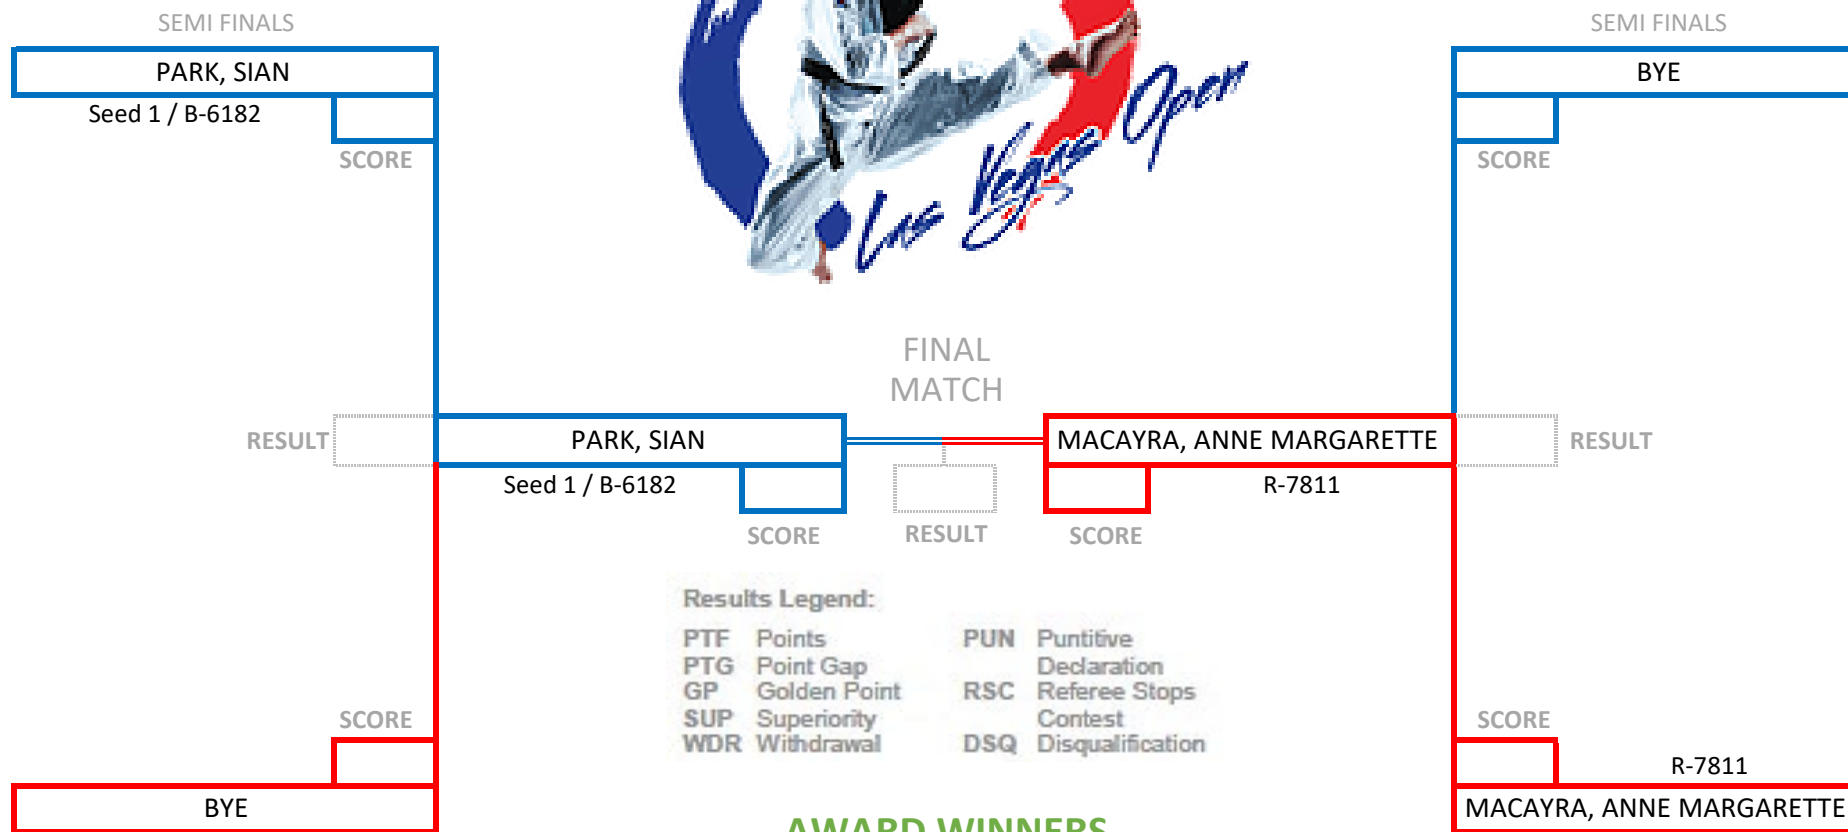 SEMI FINALS
SEMI FINALS
PARK, SIAN
BYE
Seed 1 / B-6182
SCORE
SCORE
Las Vegas Open
FINAL
MATCH
RESULT
PARK, SIAN
MACAYRA, ANNE MARGARETTE
RESULT
Seed 1 / B-6182
R-7811
SCORE
RESULT
SCORE
Results Legend:
PTF Points
PTG Point Gap
GP Golden Point
SUP Superiority
WDR Withdrawal
PUN Puntitive
Declaration
RSC Referee Stops
Contest
DSQ Disqualification
SCORE
SCORE
R-7811
BYE
MACAYRA, ANNE MARGARETTE
AWARD WINNERS